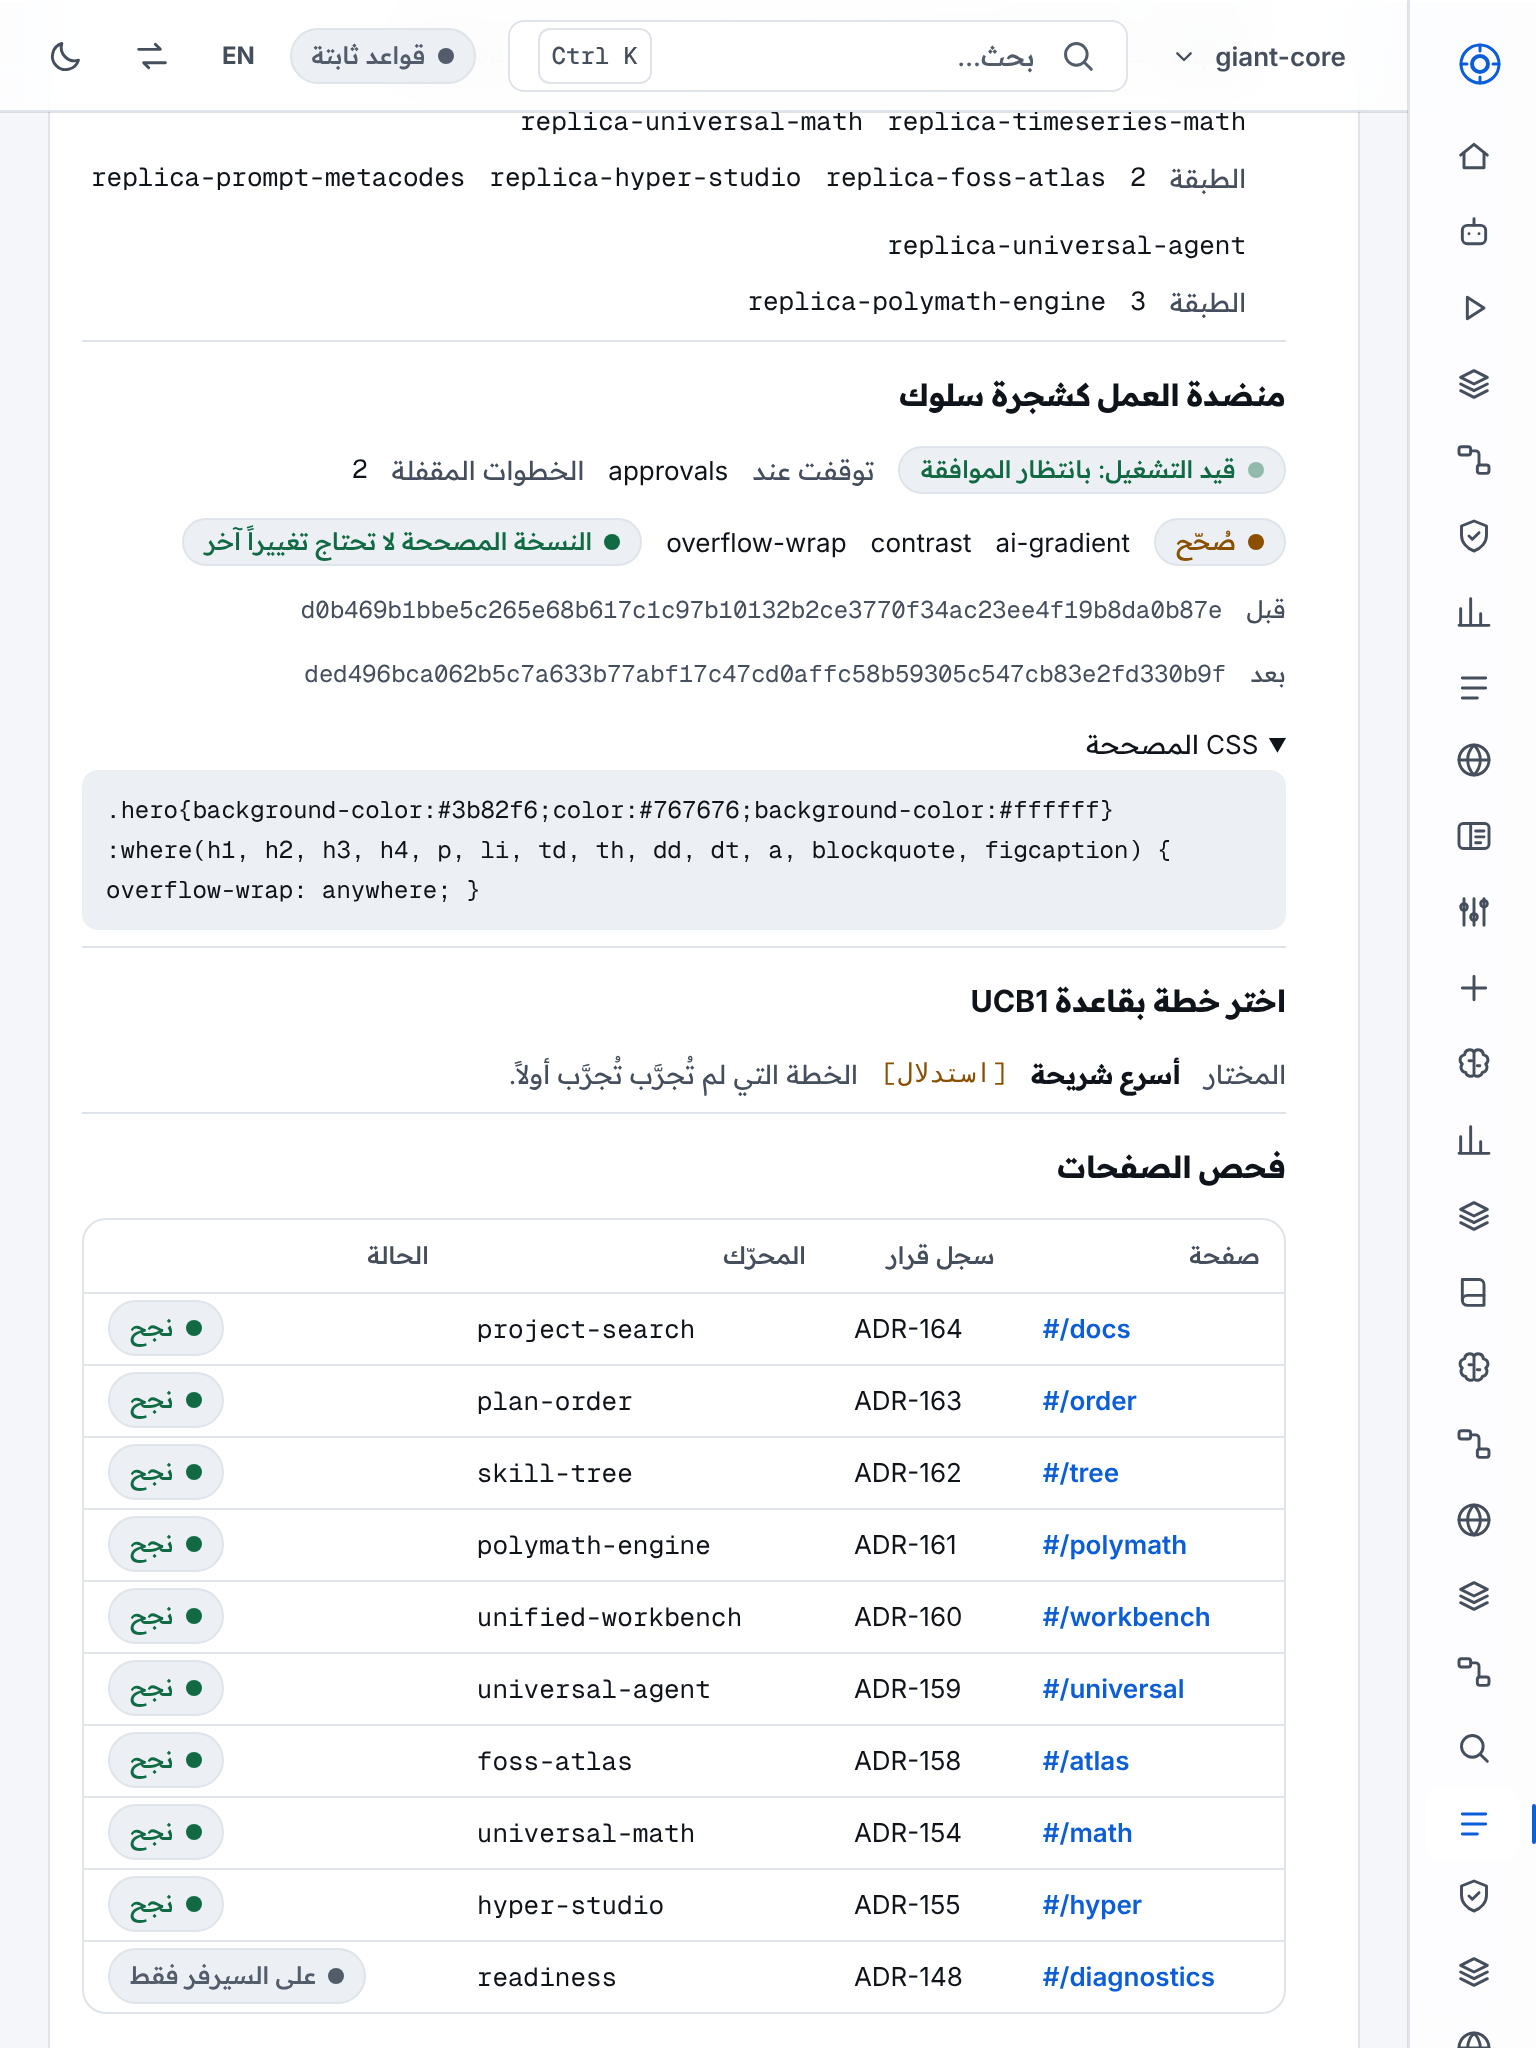 giant-core
بحث...
Ctrl K
قواعد ثابتة
EN
replica-timeseries-math replica-universal-math
الطبقة 2 replica-foss-atlas replica-hyper-studio replica-prompt-metacodes
replica-universal-agent
الطبقة 3 replica-polymath-engine
منضدة العمل كشجرة سلوك
قيد التشغيل: بانتظار الموافقة توقفت عند approvals الخطوات المقفلة 2
صُحّح ai-gradient contrast overflow-wrap النسخة المصححة لا تحتاج تغييراً آخر
قبل d0b469b1bbe5c265e68b617c1c97b10132b2ce3770f34ac23ee4f19b8da0b87e
بعد ded496bca062b5c7a633b77abf17c47cd0affc58b59305c547cb83e2fd330b9f
▼ CSS المصححة
.hero{background-color:#3b82f6;color:#767676;background-color:#ffffff}
:where(h1, h2, h3, h4, p, li, td, th, dd, dt, a, blockquote, figcaption) {
overflow-wrap: anywhere; }
اختر خطة بقاعدة UCB1
المختار أسرع شريحة [استدلال] الخطة التي لم تُجرَّب تُجرَّب أولاً.
فحص الصفحات
صفحة سجل قرار المحرّك الحالة
#/docs ADR-164 project-search نجح
#/order ADR-163 plan-order نجح
#/tree ADR-162 skill-tree نجح
#/polymath ADR-161 polymath-engine نجح
#/workbench ADR-160 unified-workbench نجح
#/universal ADR-159 universal-agent نجح
#/atlas ADR-158 foss-atlas نجح
#/math ADR-154 universal-math نجح
#/hyper ADR-155 hyper-studio نجح
#/diagnostics ADR-148 readiness على السيرفر فقط